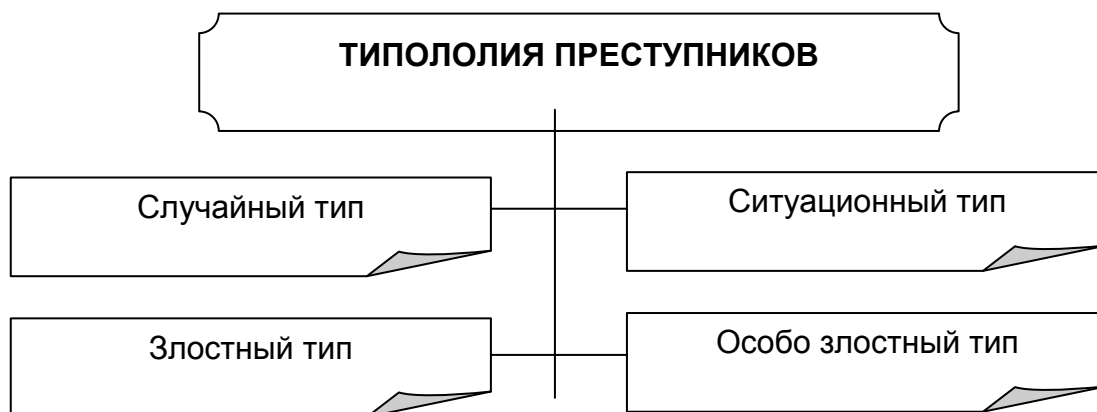 ТИПОЛОЛИЯ ПРЕСТУПНИКОВ
Случайный тип
Ситуационный тип
Злостный тип
Особо злостный тип